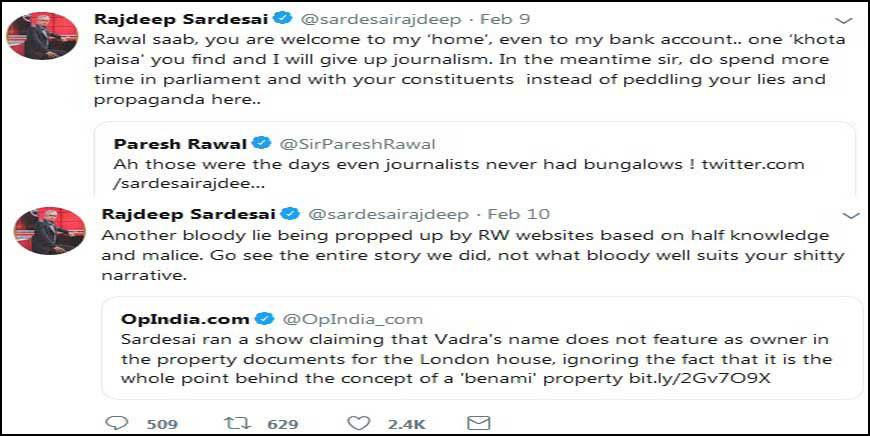 Rajdeep Sardesai @sardesairajdeep · Feb 9
Rawal saab, you are welcome to my ‘home’, even to my bank account.. one ‘khota
paisa’ you find and I will give up journalism. In the meantime sir, do spend more
time in parliament and with your constituents instead of peddling your lies and
propaganda here..
Paresh Rawal @SirPareshRawal
Ah those were the days even journalists never had bungalows ! twitter.com
/sardesairajdee...
Rajdeep Sardesai @sardesairajdeep · Feb 10
Another bloody lie being propped up by RW websites based on half knowledge
and malice. Go see the entire story we did, not what bloody well suits your shitty
narrative.
OpIndia.com @OpIndia_com
Sardesai ran a show claiming that Vadra's name does not feature as owner in
the property documents for the London house, ignoring the fact that it is the
whole point behind the concept of a 'benami' property bit.ly/2Gv7O9X
509 629 2.4K